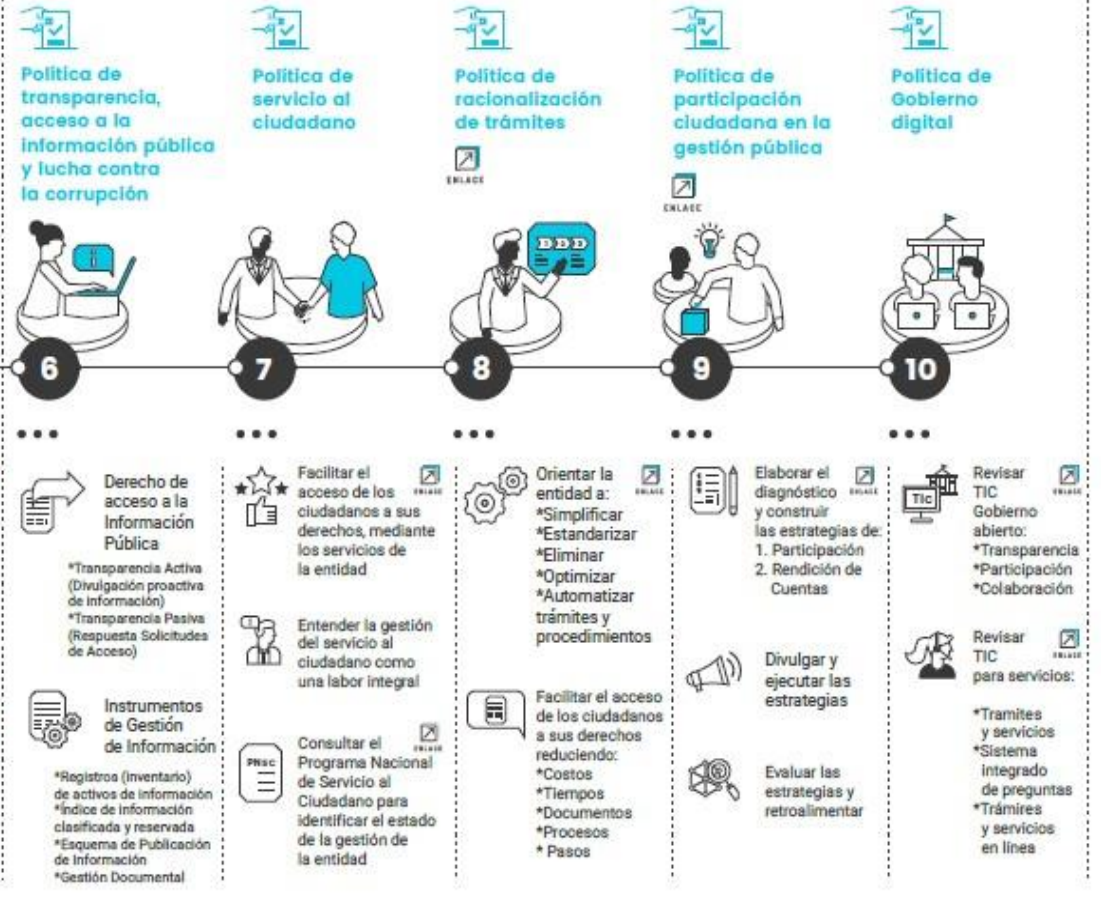 Política de
transparencia,
acceso a la
información pública
y lucha contra
la corrupción
Política de
servicio al
ciudadano
Política de
racionalización
de trámites
ENLACE
Política de
participación
ciudadana en la
gestión pública
ENLACE
Política de
Gobierno
digital
6
7
8
9
10
Derecho de
acceso a la
Información
Pública
*Transparencia Activa
(Divulgación proactiva
de información)
*Transparencia Pasiva
(Respuesta Solicitudes
de Acceso)
Instrumentos
de Gestión
de Información
*Registros (inventario)
de activos de información
*Índice de información
clasificada y reservada
*Esquema de Publicación
de Información
*Gestión Documental
Facilitar el
acceso de los
ciudadanos a sus
derechos, mediante
los servicios de
la entidad
ENLACE
Entender la gestión
del servicio al
ciudadano como
una labor integral
PNSC
Consultar el
Programa Nacional
de Servicio al
Ciudadano para
identificar el estado
de la gestión de
la entidad
ENLACE
Orientar la
entidad a:
*Simplificar
*Estandarizar
*Eliminar
*Optimizar
*Automatizar
trámites y
procedimientos
ENLACE
Facilitar el acceso
de los ciudadanos
a sus derechos
reduciendo:
*Costos
*Tiempos
*Documentos
*Procesos
* Pasos
Elaborar el
diagnóstico
y construir
las estrategias de:
1. Participación
2. Rendición de
Cuentas
ENLACE
Divulgar y
ejecutar las
estrategias
Evaluar las
estrategias y
retroalimentar
TIC
Revisar
TIC
Gobierno
abierto:
*Transparencia
*Participación
*Colaboración
ENLACE
Revisar
TIC
para servicios:
ENLACE
*Tramites
y servicios
*Sistema
integrado
de preguntas
*Trámires
y servicios
en línea